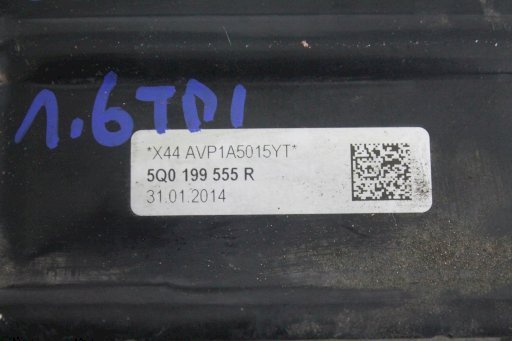 1.6TDI
*X44 AVP1A5015YT*
5Q0 199 555 R
31.01.2014